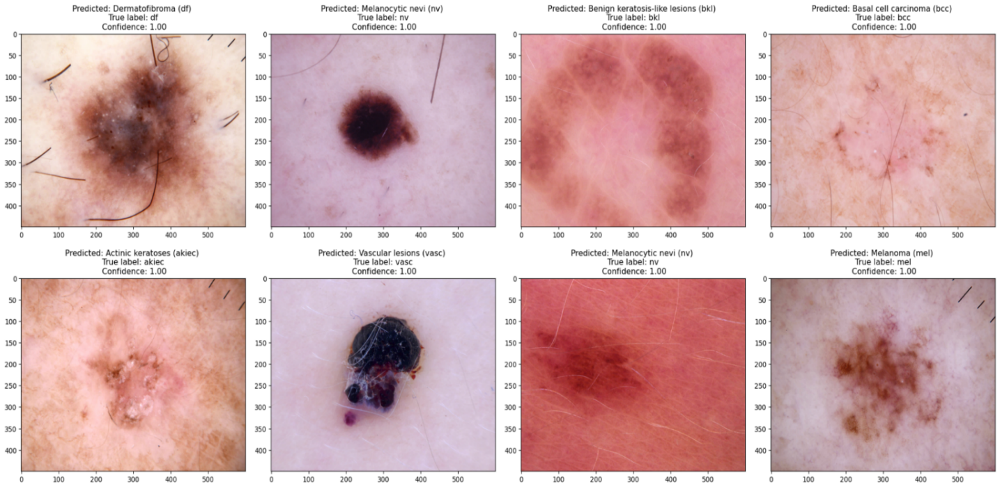 Predicted: Dermatofibroma (df)
True label: df
Confidence: 1.00
Predicted: Melanocytic nevi (nv)
True label: nv
Confidence: 1.00
Predicted: Benign keratosis-like lesions (bkl)
True label: bkl
Confidence: 1.00
Predicted: Basal cell carcinoma (bcc)
True label: bcc
Confidence: 1.00
0
50
100
150
200
250
300
350
400
0 100 200 300 400 500
0
50
100
150
200
250
300
350
400
0 100 200 300 400 500
0
50
100
150
200
250
300
350
400
0 100 200 300 400 500
0
50
100
150
200
250
300
350
400
0 100 200 300 400 500
Predicted: Actinic keratoses (akiec)
True label: akiec
Confidence: 1.00
Predicted: Vascular lesions (vasc)
True label: vasc
Confidence: 1.00
Predicted: Melanocytic nevi (nv)
True label: nv
Confidence: 1.00
Predicted: Melanoma (mel)
True label: mel
Confidence: 1.00
0
50
100
150
200
250
300
350
400
0 100 200 300 400 500
0
50
100
150
200
250
300
350
400
0 100 200 300 400 500
0
50
100
150
200
250
300
350
400
0 100 200 300 400 500
0
50
100
150
200
250
300
350
400
0 100 200 300 400 500